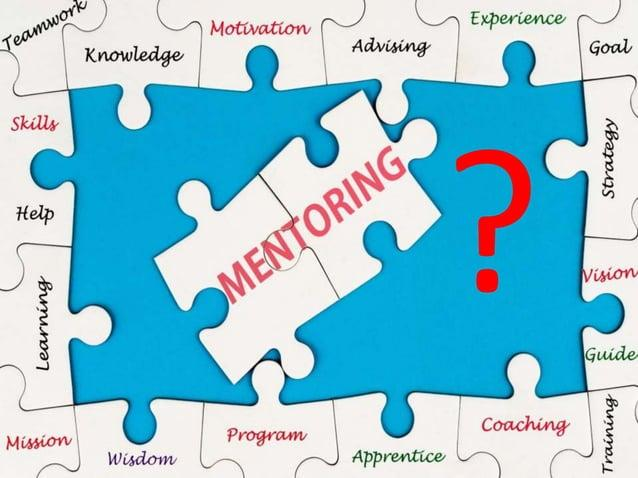 Teamwork
Knowledge
Motivation
Advising
Experience
Goal
Skills
Strategy
Help
MENTORING
?
Learning
Vision
Guide
Mission
Wisdom
Program
Apprentice
Coaching
Training